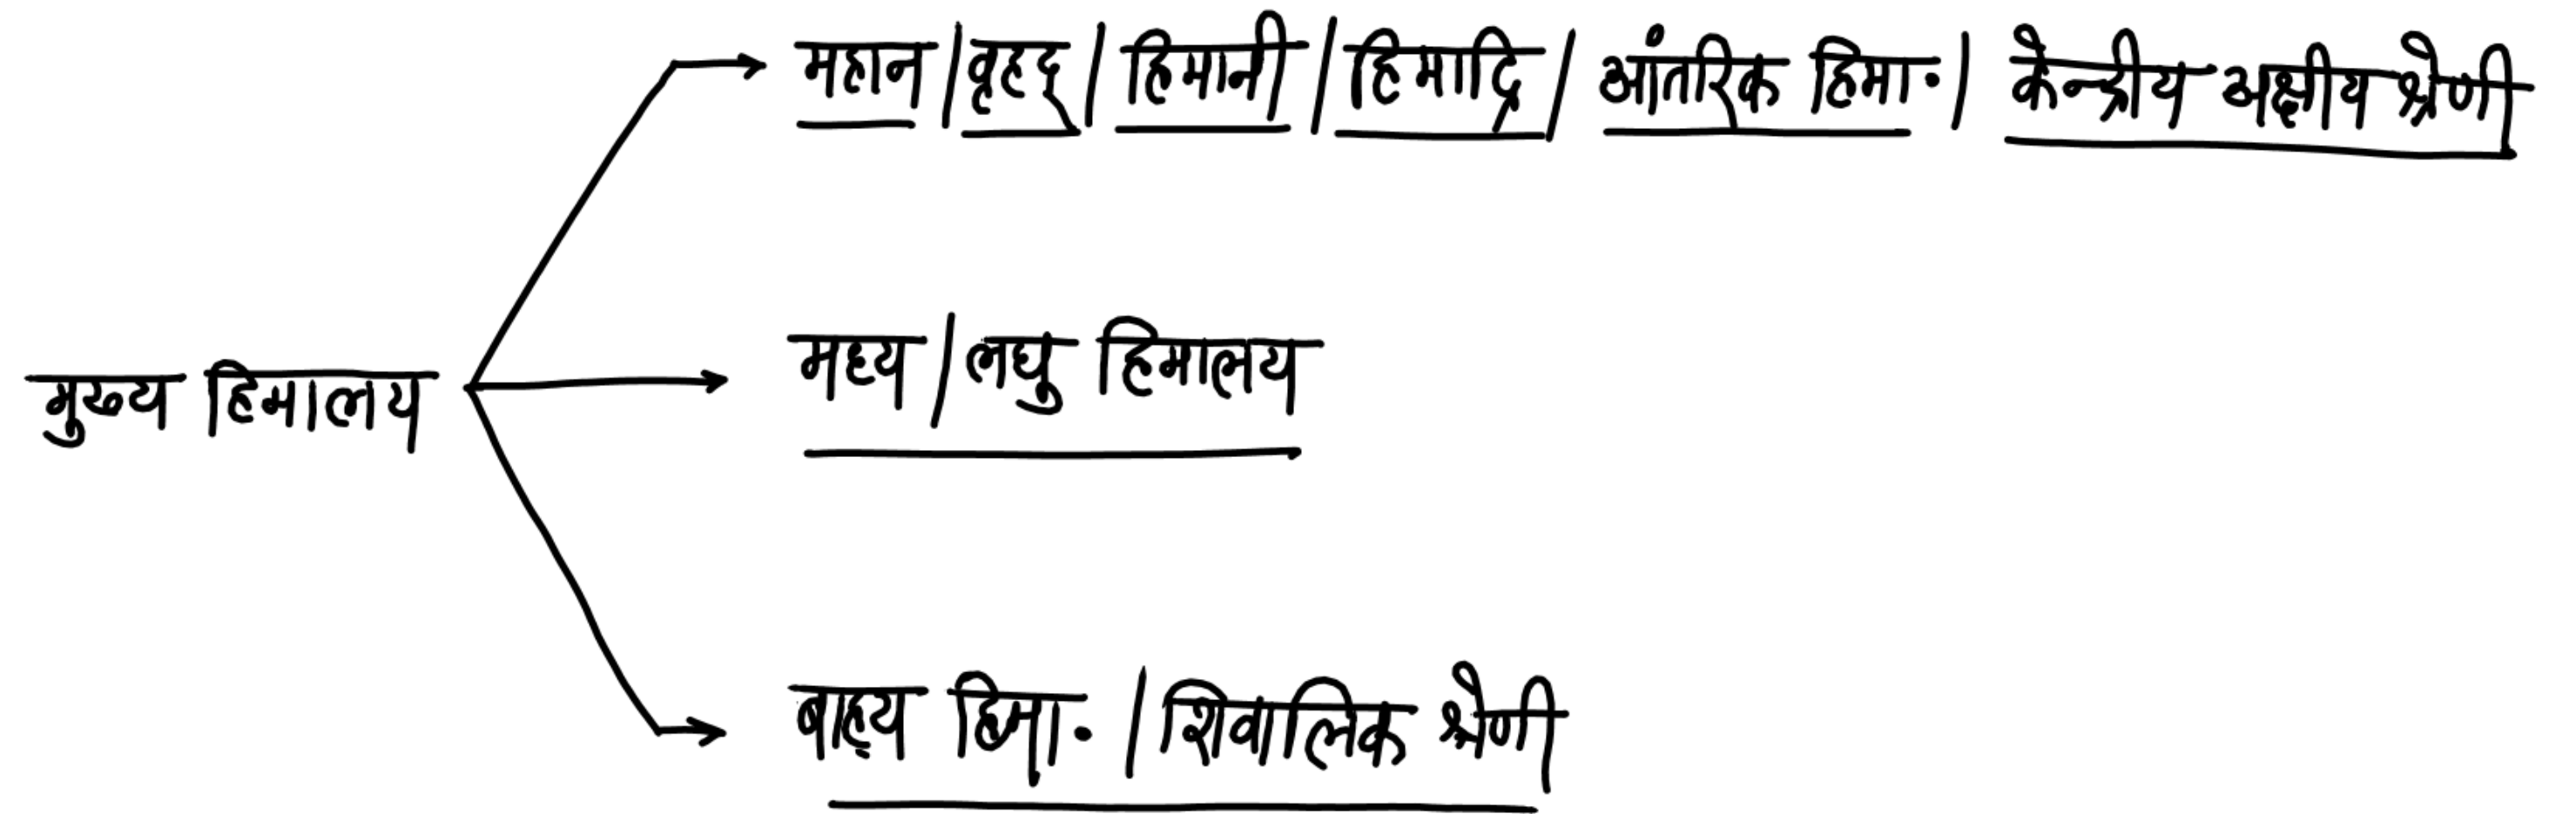 महान/वृहद्/हिमानी/हिमाद्रि/आंतरिक हिमा॰/केन्द्रीय अक्षीय श्रेणी
मुख्य हिमालय
मध्य/लघु हिमालय
बाह्य हिमा॰/शिवालिक श्रेणी